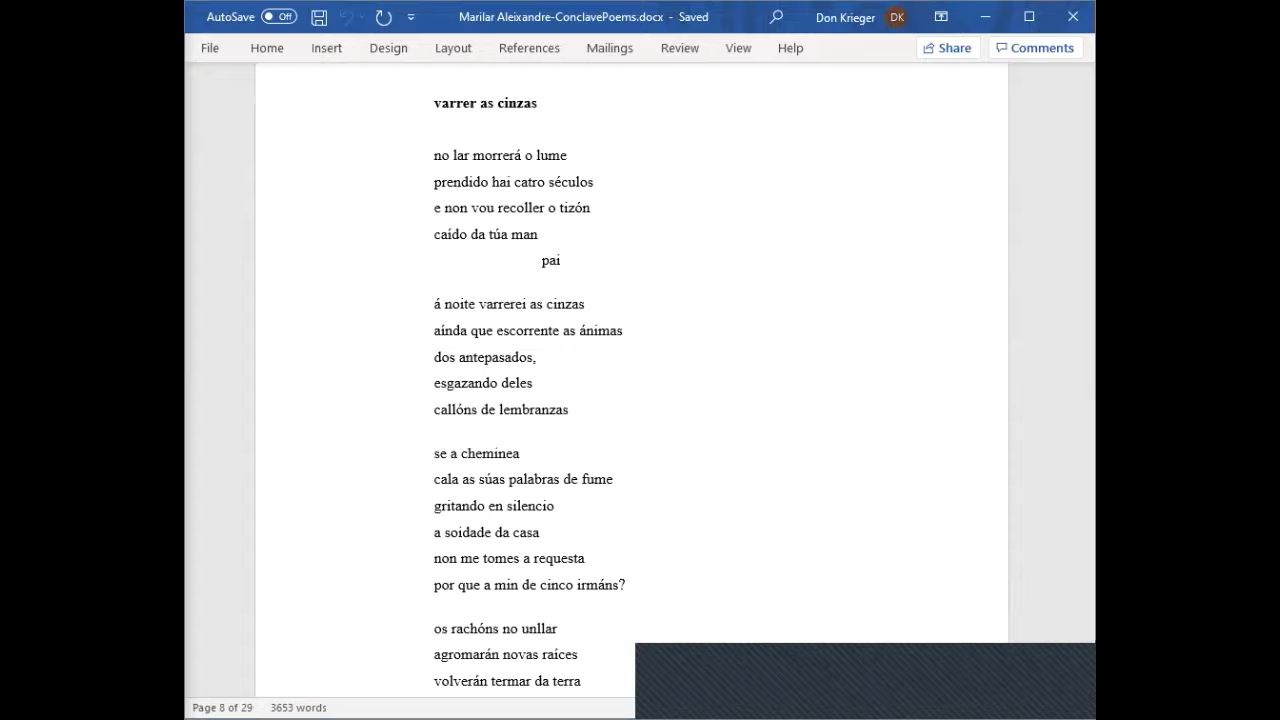 AutoSave Off Marilar Aleixandre-ConclavePoems.docx - Saved Don Krieger DK
File Home Insert Design Layout References Mailings Review View Help Share Comments
varrer as cinzas
no lar morrerá o lume
prendido hai catro séculos
e non vou recoller o tizón
caído da túa man
pai
á noite varrerei as cinzas
aínda que escorrente as ánimas
dos antepasados,
esgazando deles
callóns de lembranzas
se a cheminea
cala as súas palabras de fume
gritando en silencio
a soidade da casa
non me tomes a requesta
por que a min de cinco irmáns?
os rachóns no unllar
agromarán novas raíces
volverán termar da terra
Page 8 of 29 3653 words